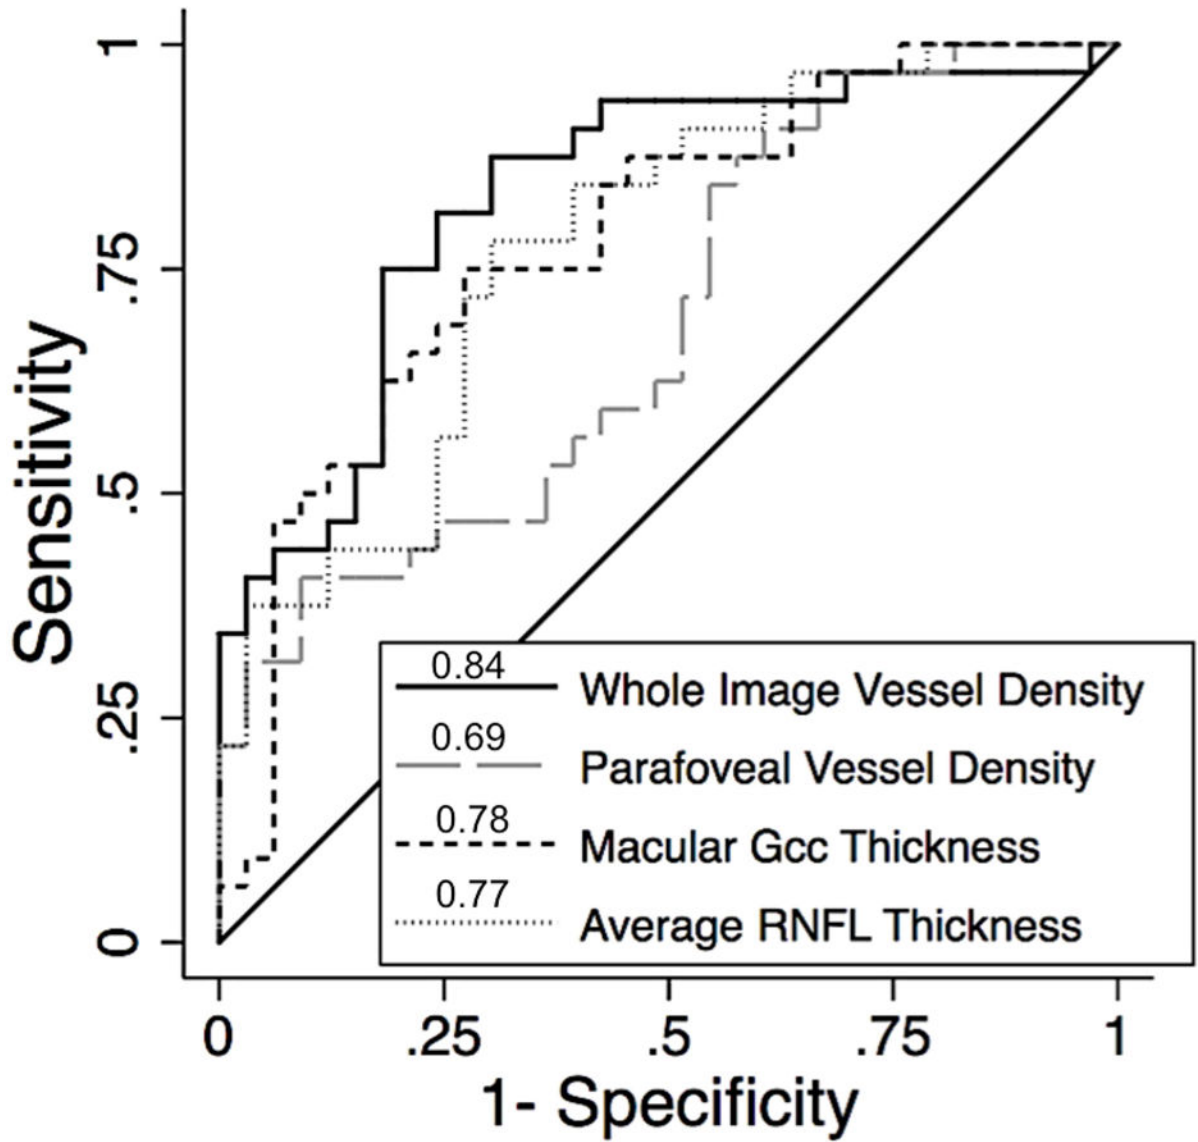 1
.75
.5
.25
0
Sensitivity
0.84
Whole Image Vessel Density
0.69
Parafoveal Vessel Density
0.78
Macular Gcc Thickness
0.77
Average RNFL Thickness
0 .25 .5 .75 1
1- Specificity